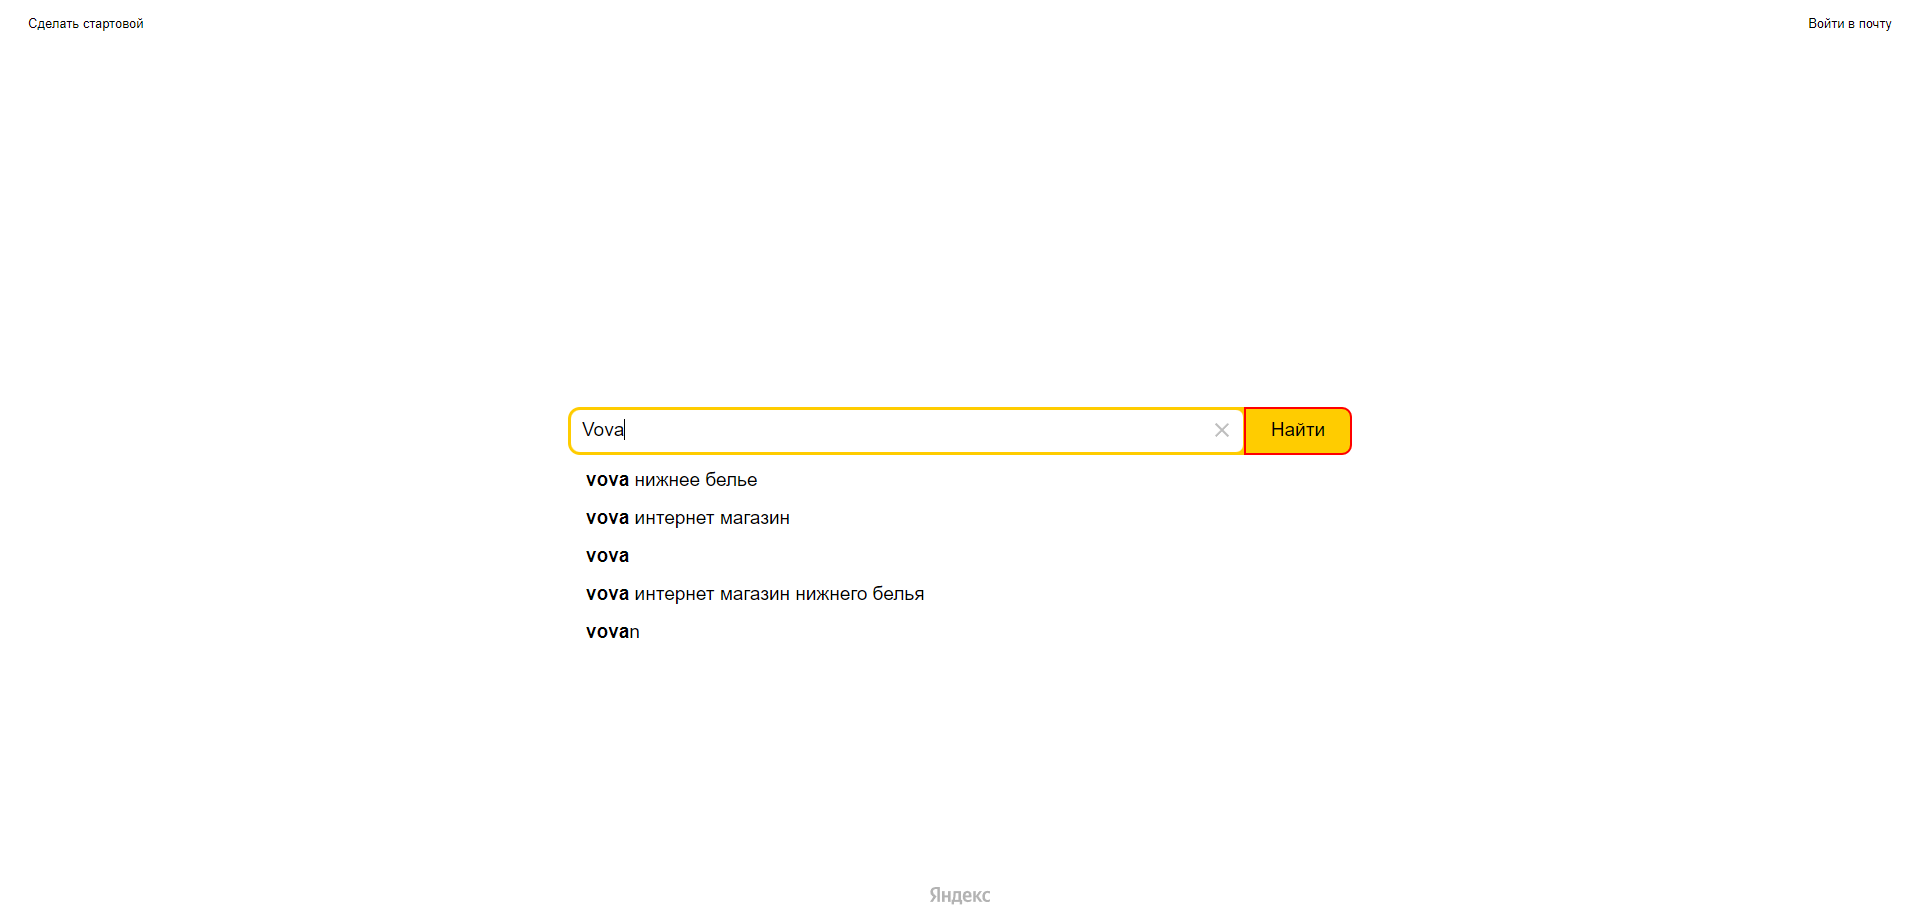 Сделать стартовой
Войти в почту
Vova
Найти
vova нижнее белье
vova интернет магазин
vova
vova интернет магазин нижнего белья
vovan
Яндекс